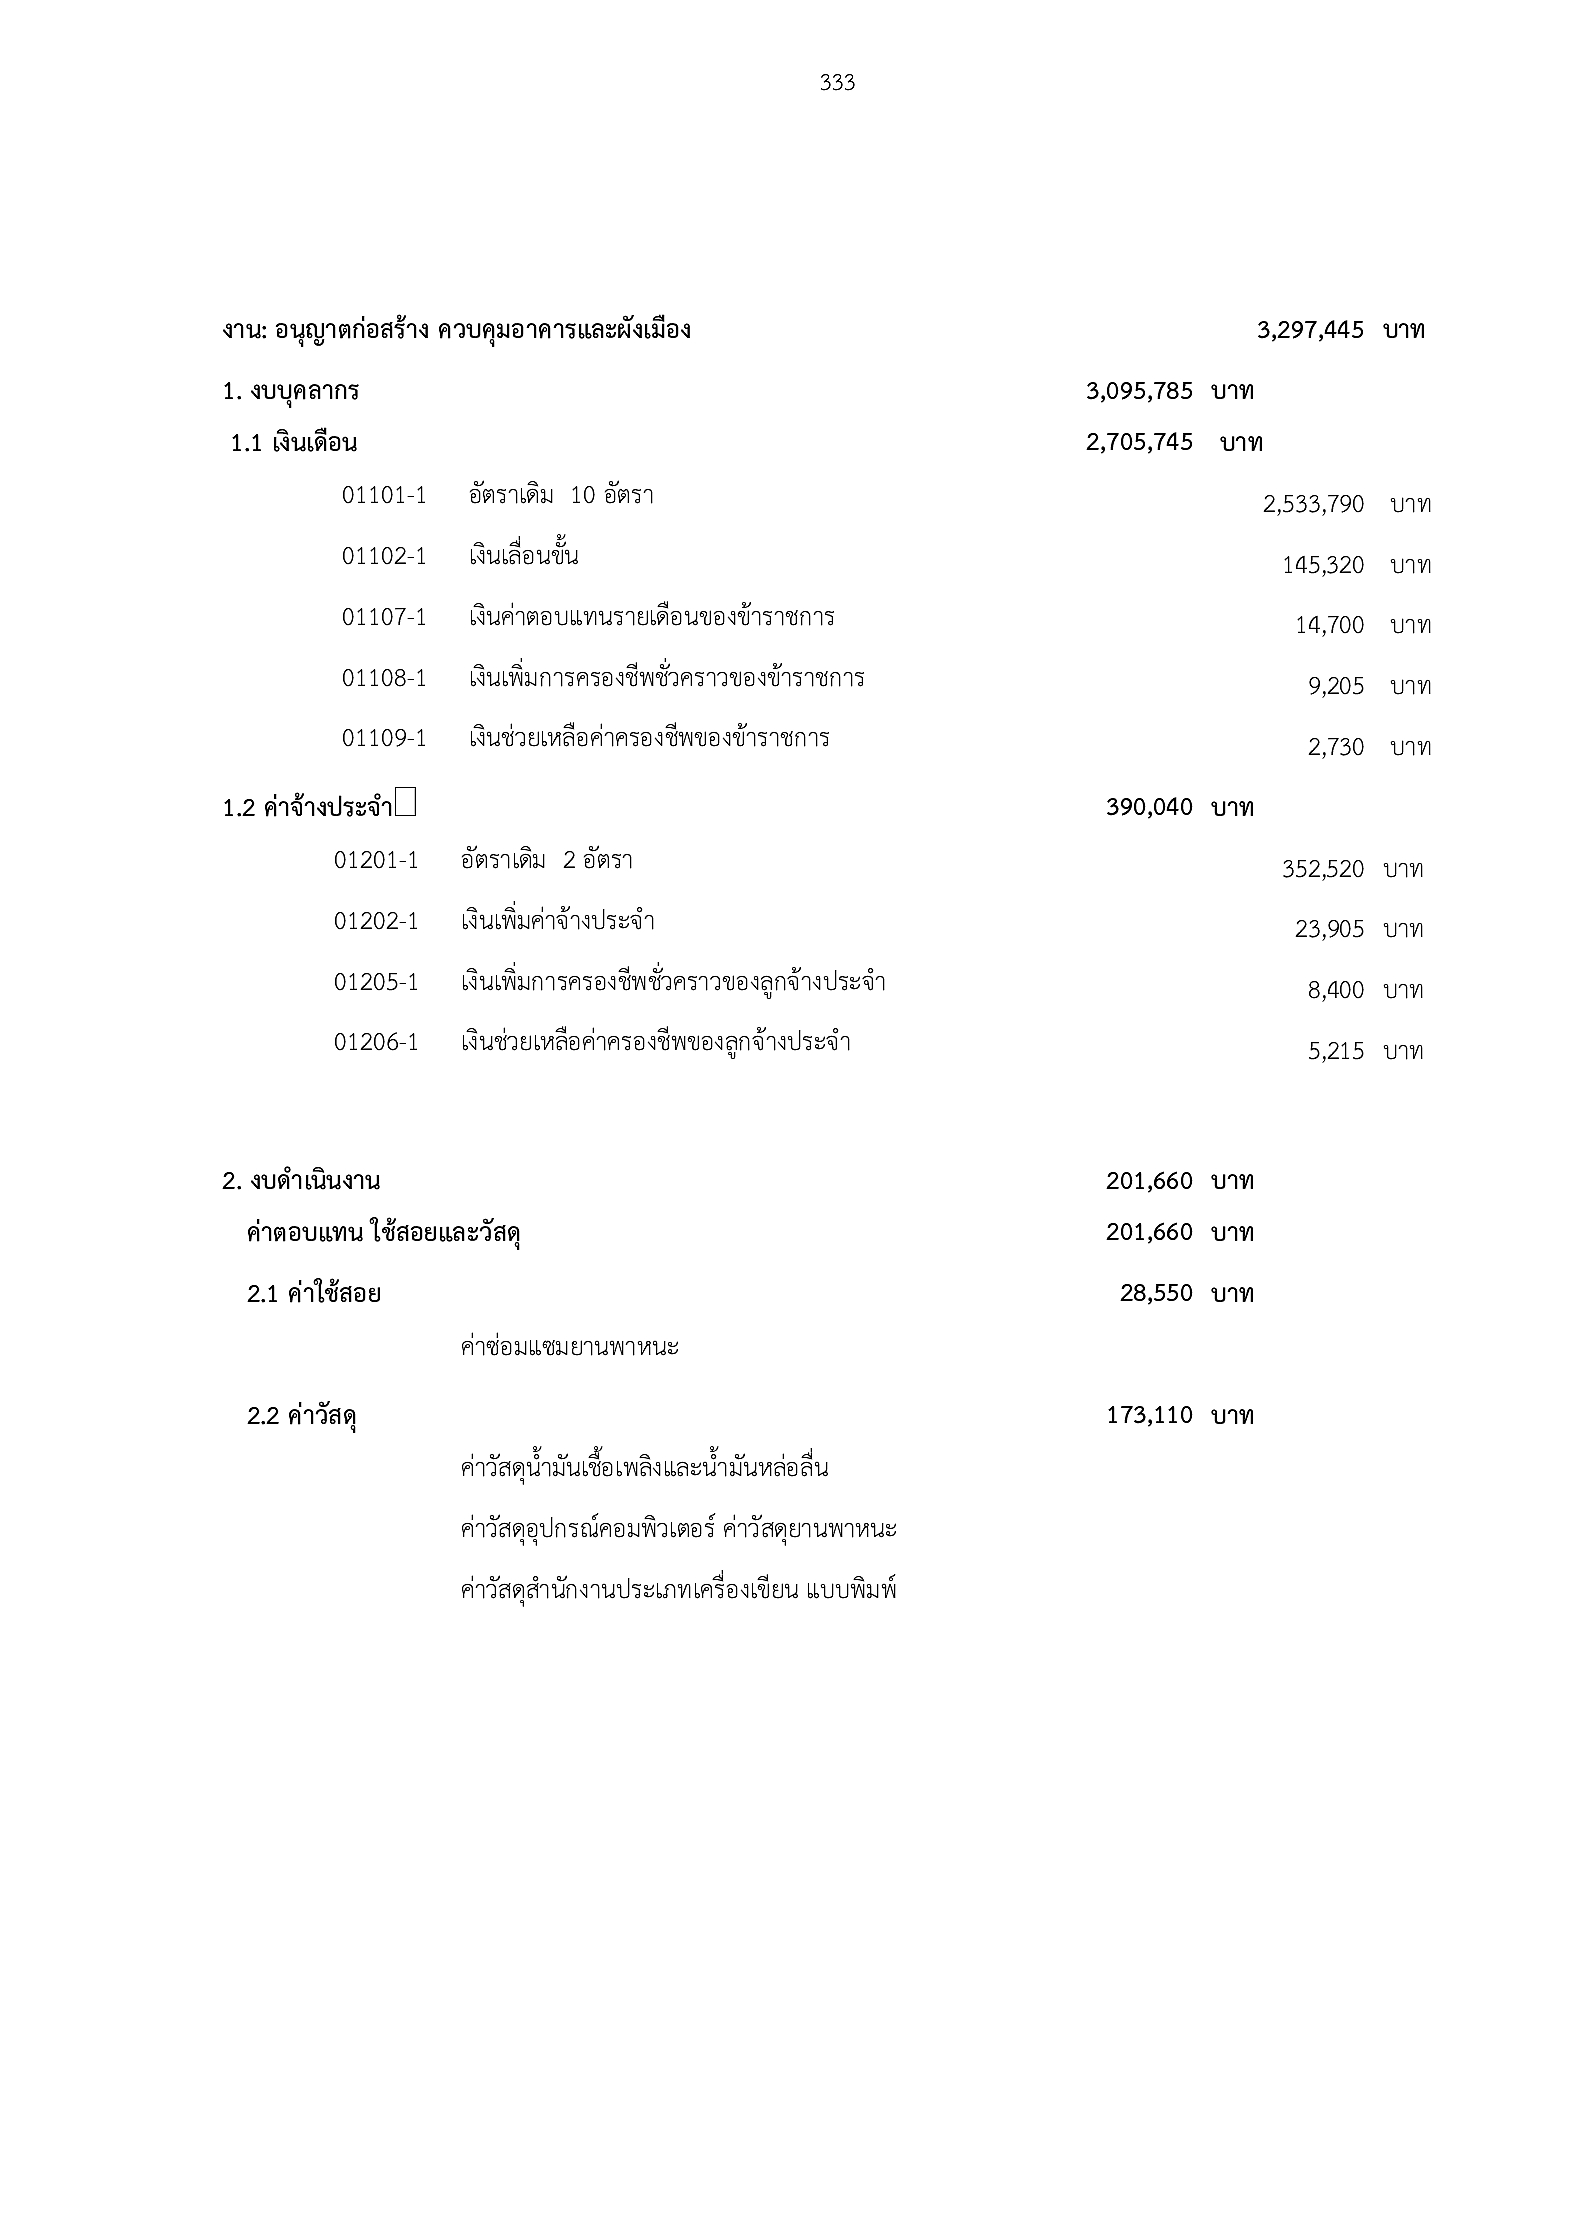 333
งาน: อนุญาตก่อสร้าง ควบคุมอาคารและผังเมือง 3,297,445 บาท
1. งบบุคลากร 3,095,785 บาท
1.1 เงินเดือน 2,705,745 บาท
01101-1 อัตราเดิม 10 อัตรา 2,533,790 บาท
01102-1 เงินเลื่อนขั้น 145,320 บาท
01107-1 เงินค่าตอบแทนรายเดือนของข้าราชการ 14,700 บาท
01108-1 เงินเพิ่มการครองชีพชั่วคราวของข้าราชการ 9,205 บาท
01109-1 เงินช่วยเหลือค่าครองชีพของข้าราชการ 2,730 บาท
1.2 ค่าจ้างประจำ 390,040 บาท
01201-1 อัตราเดิม 2 อัตรา 352,520 บาท
01202-1 เงินเพิ่มค่าจ้างประจำ 23,905 บาท
01205-1 เงินเพิ่มการครองชีพชั่วคราวของลูกจ้างประจำ 8,400 บาท
01206-1 เงินช่วยเหลือค่าครองชีพของลูกจ้างประจำ 5,215 บาท
2. งบดำเนินงาน 201,660 บาท
ค่าตอบแทน ใช้สอยและวัสดุ 201,660 บาท
2.1 ค่าใช้สอย 28,550 บาท
ค่าซ่อมแซมยานพาหนะ
2.2 ค่าวัสดุ 173,110 บาท
ค่าวัสดุน้ำมันเชื้อเพลิงและน้ำมันหล่อลื่น
ค่าวัสดุอุปกรณ์คอมพิวเตอร์ ค่าวัสดุยานพาหนะ
ค่าวัสดุสำนักงานประเภทเครื่องเขียน แบบพิมพ์